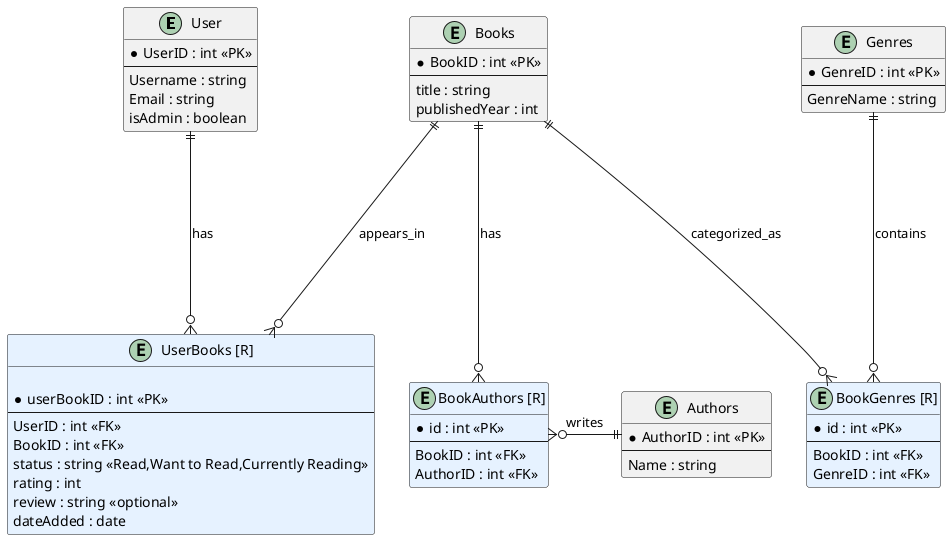 E User
* UserID : int «PK»
Username : string
Email : string
isAdmin : boolean
E Books
* BookID : int «PK»
title : string
publishedYear : int
E Genres
* GenreID : int «PK»
GenreName : string
has
appears_in
has
categorized_as
contains
E UserBooks [R]
* userBookID : int «PK»
UserID : int «FK»
BookID : int «FK»
status : string «Read,Want to Read,Currently Reading»
rating : int
review : string «optional»
dateAdded : date
E BookAuthors [R]
* id : int «PK»
BookID : int «FK»
AuthorID : int «FK»
writes
E Authors
* AuthorID : int «PK»
Name : string
E BookGenres [R]
* id : int «PK»
BookID : int «FK»
GenreID : int «FK»